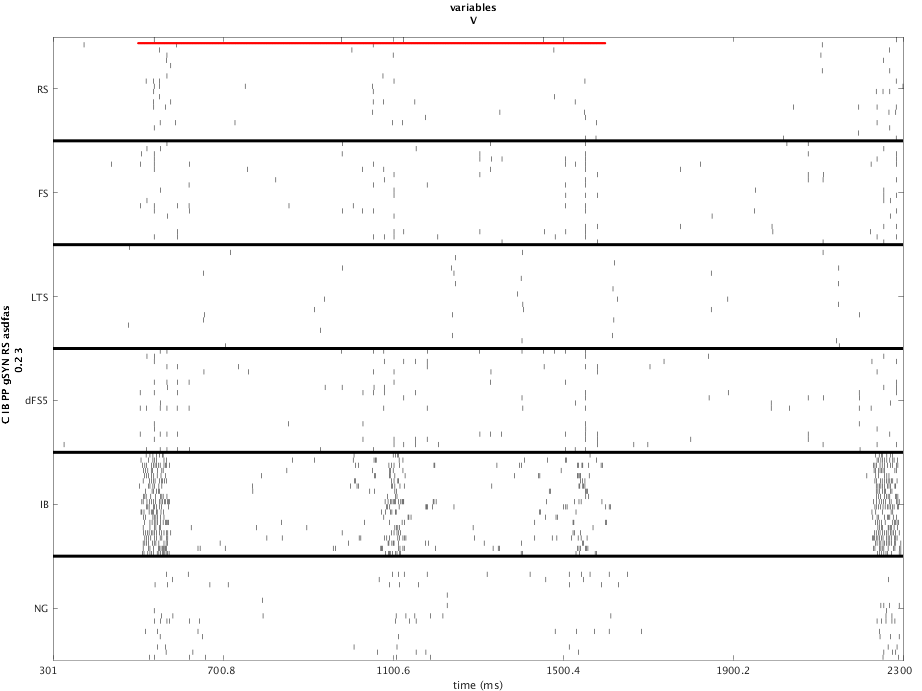 variables
V
RS
FS
LTS
dFS5
IB
NG
C IB PP gSYN RS asdfas
0.2 3
301
700.8
1100.6
1500.4
1900.2
2300
time (ms)